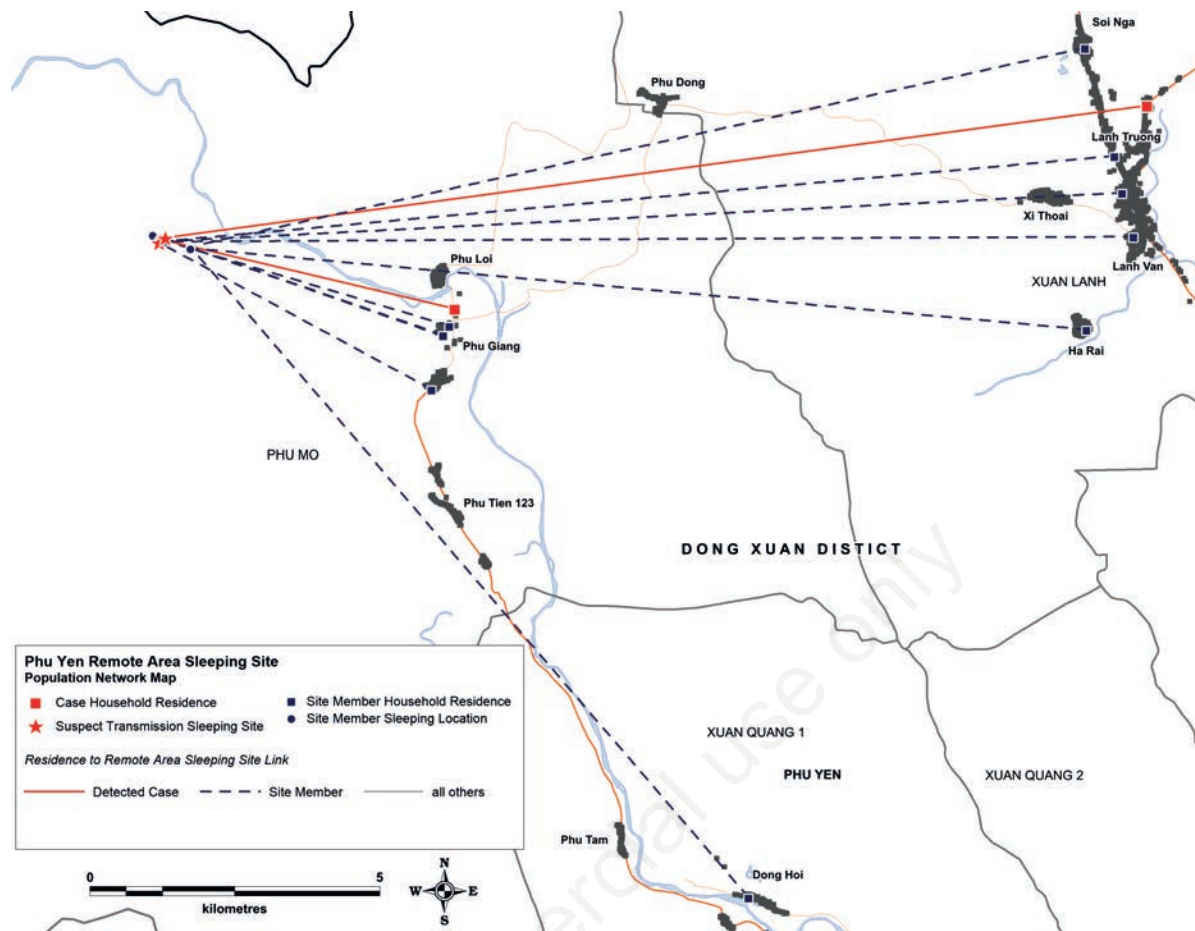 Soi Nga
Phu Dong
Lanh Truong
Xi Thoai
Phu Loi
Lanh Van
XUAN LANH
Phu Giang
Ha Rai
PHU MO
Phu Tien 123
DONG XUAN DISTICT
Phu Yen Remote Area Sleeping Site
Population Network Map
Case Household Residence
Site Member Household Residence
Suspect Transmission Sleeping Site
Site Member Sleeping Location
Residence to Remote Area Sleeping Site Link
Detected Case
Site Member
all others
XUAN QUANG 1
PHU YEN
XUAN QUANG 2
Phu Tam
Dong Hoi
0 5
kilometres
N
W E
S
ercial use only